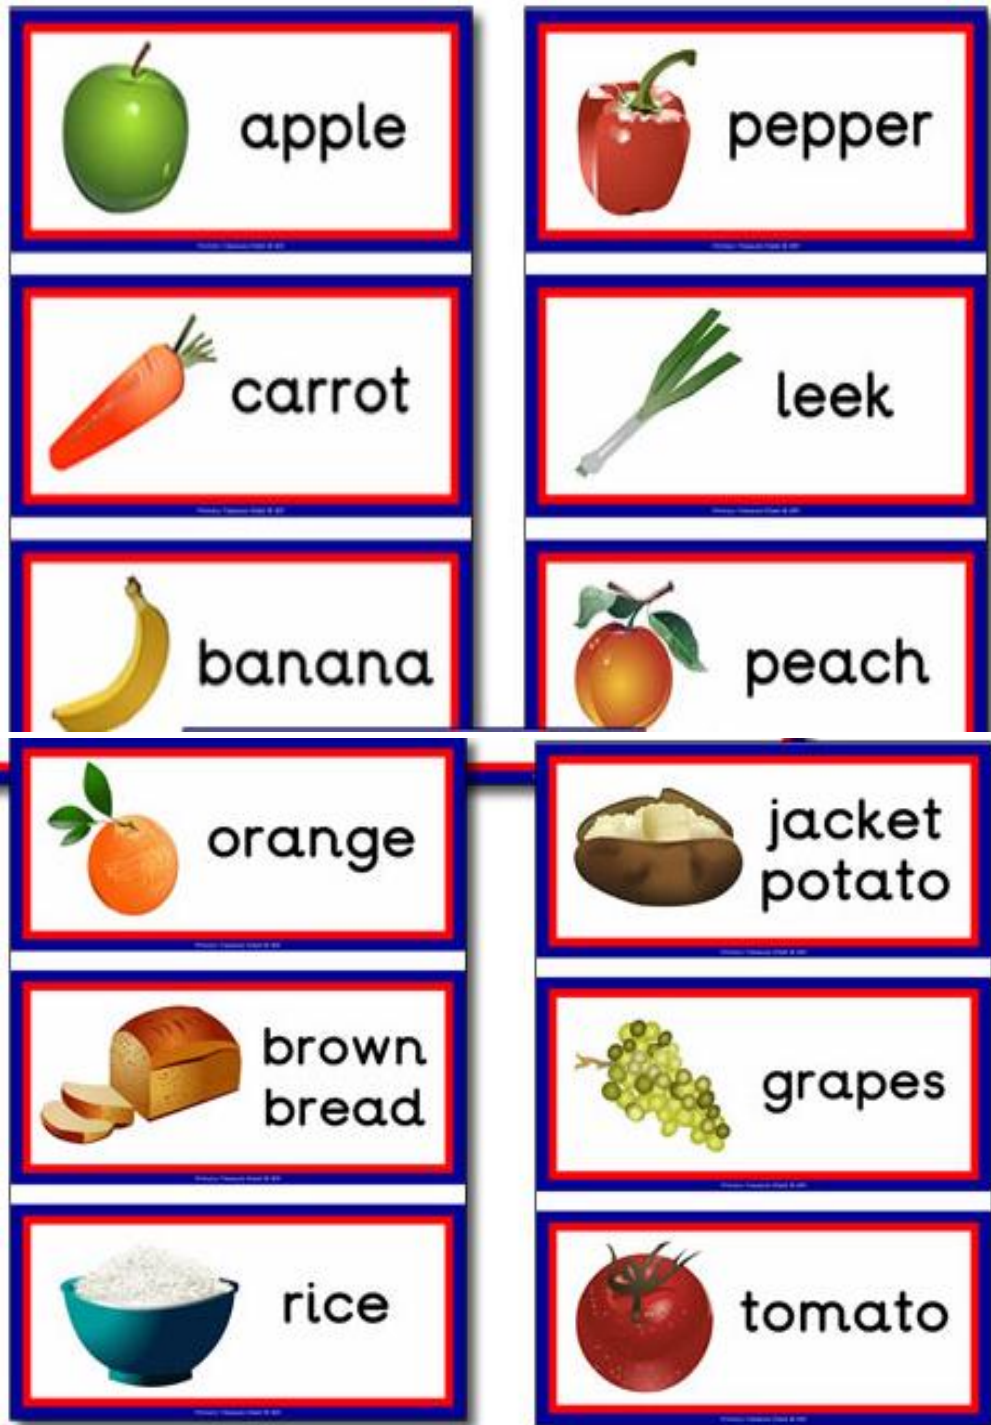 apple
pepper
carrot
leek
banana
peach
orange
jacket
potato
brown
bread
grapes
rice
tomato